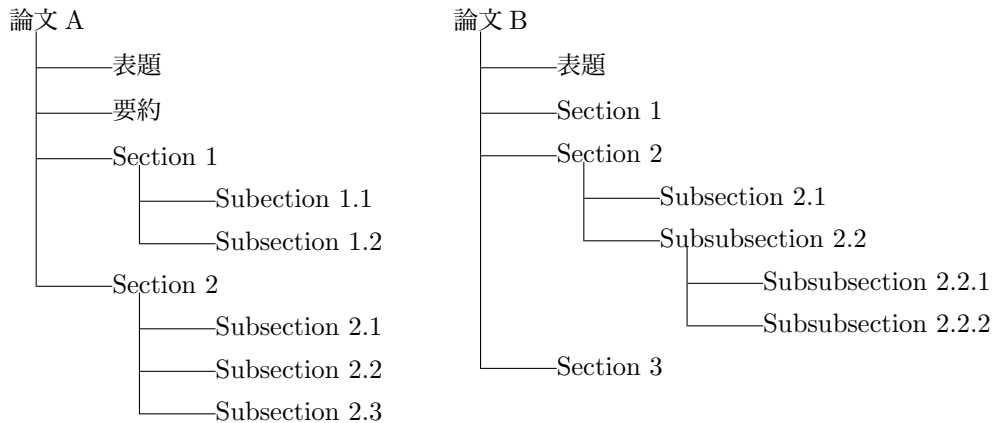 論文 A
表題
要約
Section 1
Subection 1.1
Subsection 1.2
Section 2
Subsection 2.1
Subsection 2.2
Subsection 2.3
論文 B
表題
Section 1
Section 2
Subsection 2.1
Subsubsection 2.2
Subsubsection 2.2.1
Subsubsection 2.2.2
Section 3